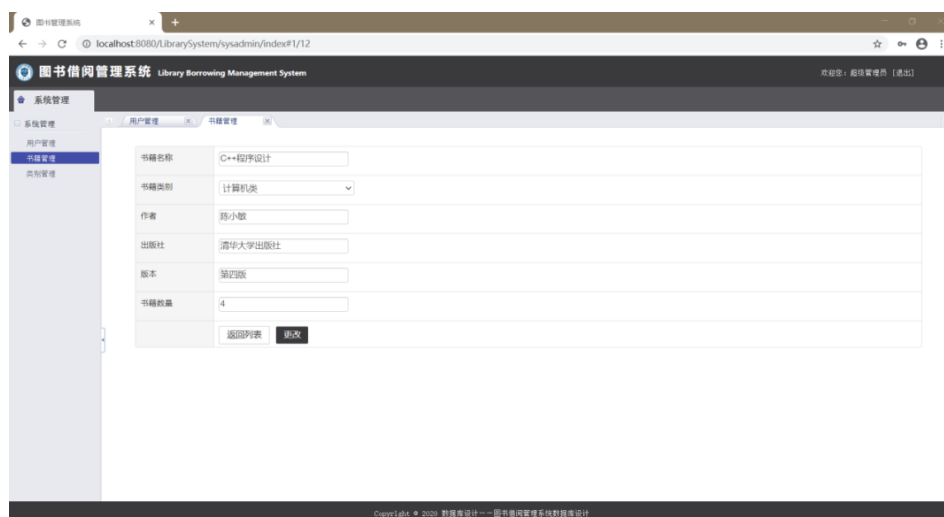 图书管理系统
localhost:8080/LibrarySystem/sysadmin/index#1/12
图书借阅管理系统 Library Borrowing Management System
欢迎您：超级管理员 [退出]
系统管理
系统管理
用户管理
书籍管理
用户管理
书籍管理
类别管理
书籍名称 C++程序设计
书籍类别 计算机类
作者 陈小敏
出版社 清华大学出版社
版本 第四版
书籍数量 4
返回列表 更改
Copyright © 2020 数据库设计——图书借阅管理系统数据库设计